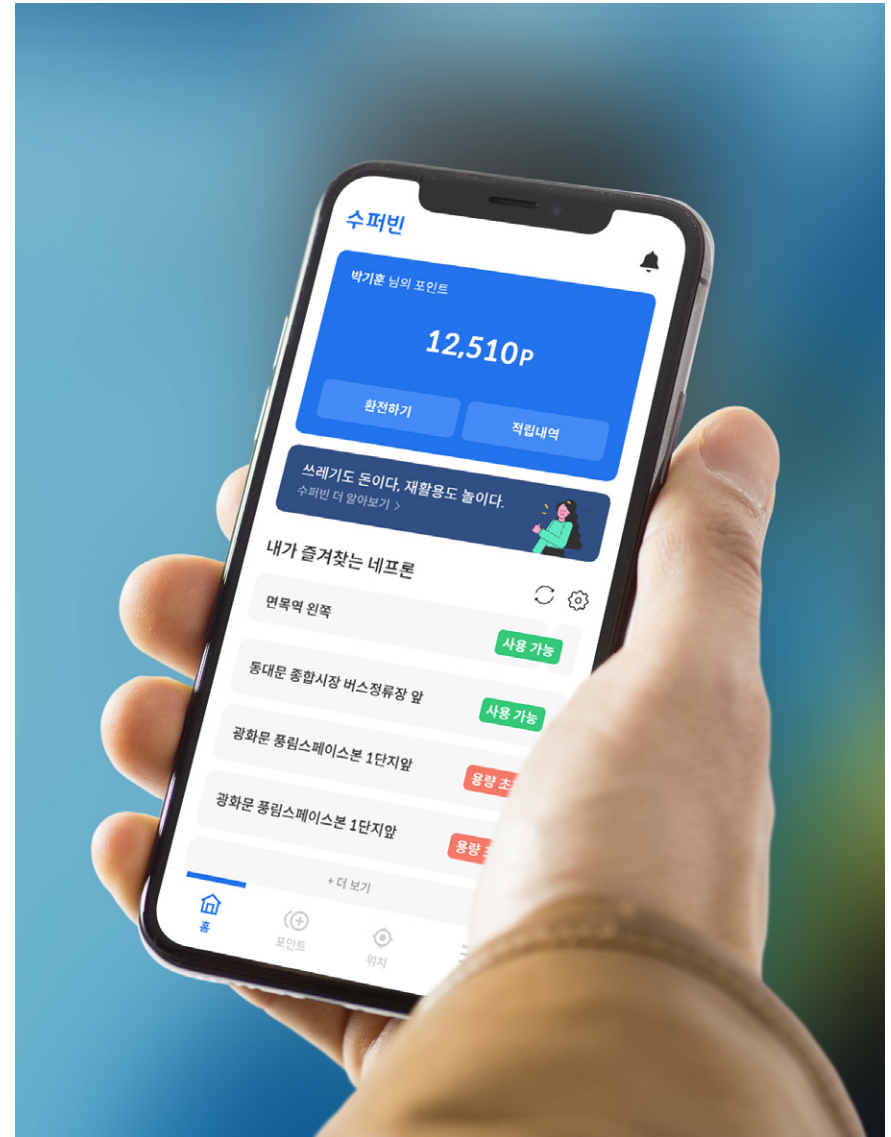 수퍼빈
박기훈 님의 포인트
12,510P
환전하기
적립내역
쓰레기도 돈이다, 재활용도 놀이다.
수퍼빈 더 알아보기 >
내가 즐겨찾는 네프론
면목역 왼쪽
사용 가능
동대문 종합시장 버스정류장 앞
사용 가능
광화문 풍림스페이스본 1단지앞
용량
광화문 풍림스페이스본 1단지앞
용량
+ 더 보기
홈
포인트
위치